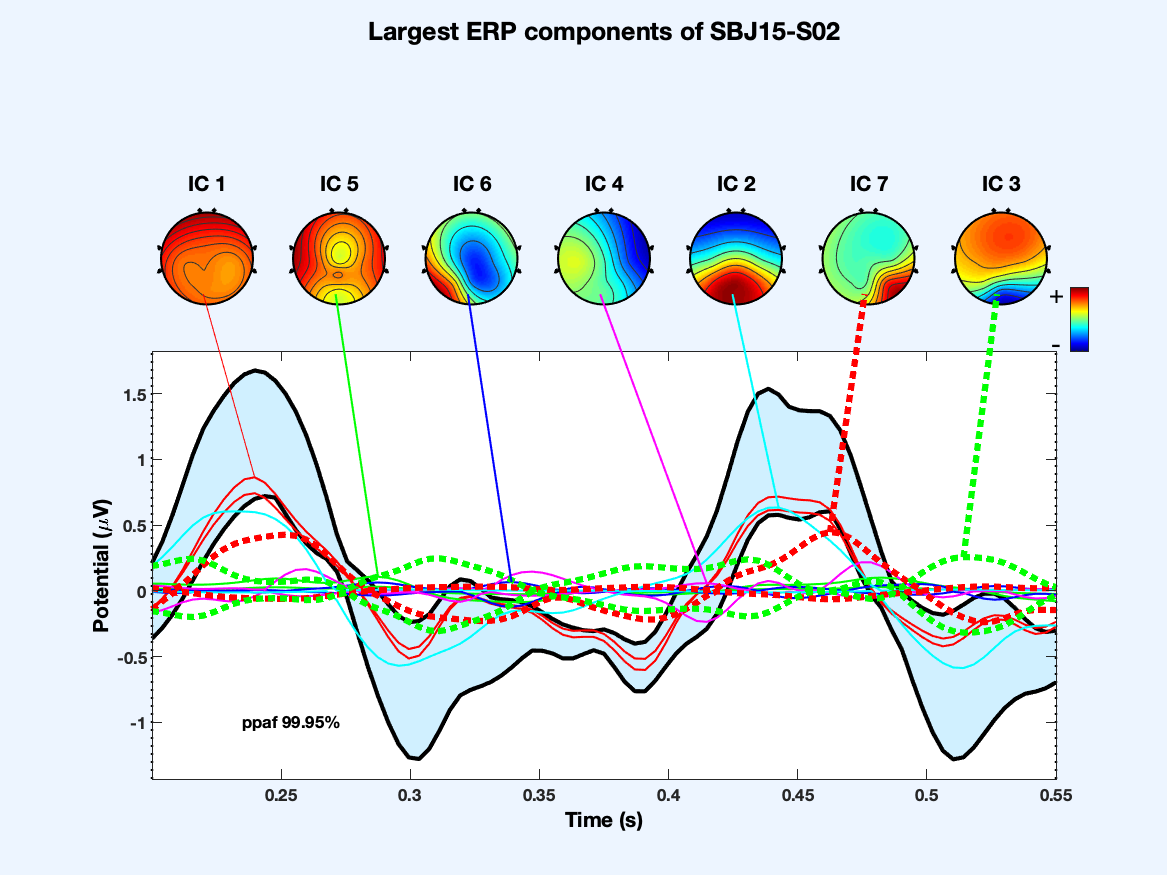 Largest ERP components of SBJ15-S02
IC 1 IC 5 IC 6 IC 4 IC 2 IC 7 IC 3
+
-
1.5
1
0.5
0
-0.5
-1
Potential (μV)
ppaf 99.95%
0.25 0.3 0.35 0.4 0.45 0.5 0.55
Time (s)